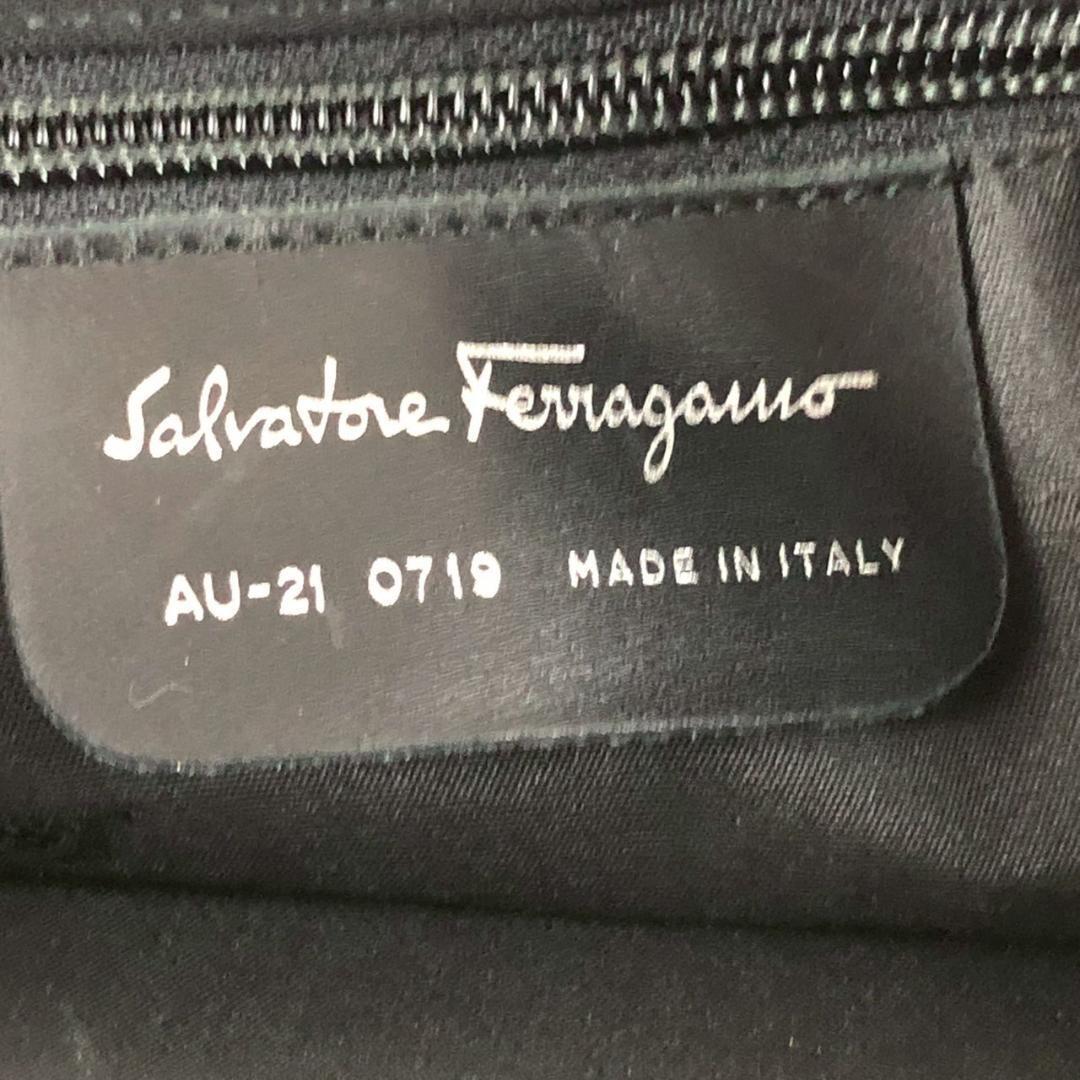 Salvatore Ferragamo
AU-21 0719 MADE IN ITALY